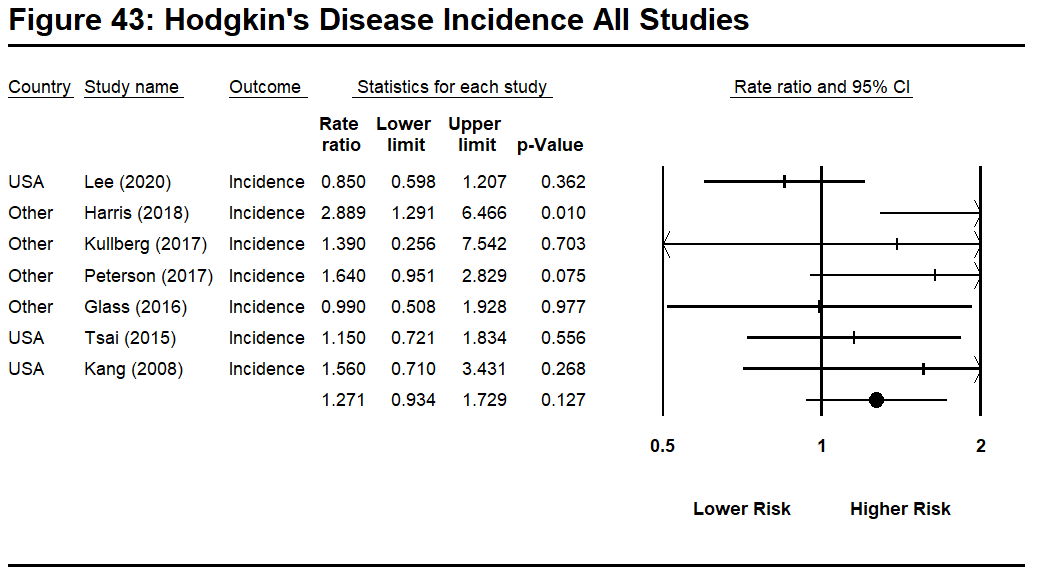 Figure 43: Hodgkin's Disease Incidence All Studies
Country Study name Outcome Statistics for each study Rate ratio and 95% CI
Rate Lower Upper
ratio limit limit p-Value
USA Lee (2020) Incidence 0.850 0.598 1.207 0.362
Other Harris (2018) Incidence 2.889 1.291 6.466 0.010
Other Kullberg (2017) Incidence 1.390 0.256 7.542 0.703
Other Peterson (2017) Incidence 1.640 0.951 2.829 0.075
Other Glass (2016) Incidence 0.990 0.508 1.928 0.977
USA Tsai (2015) Incidence 1.150 0.721 1.834 0.556
USA Kang (2008) Incidence 1.560 0.710 3.431 0.268
1.271 0.934 1.729 0.127
0.5 1 2
Lower Risk Higher Risk